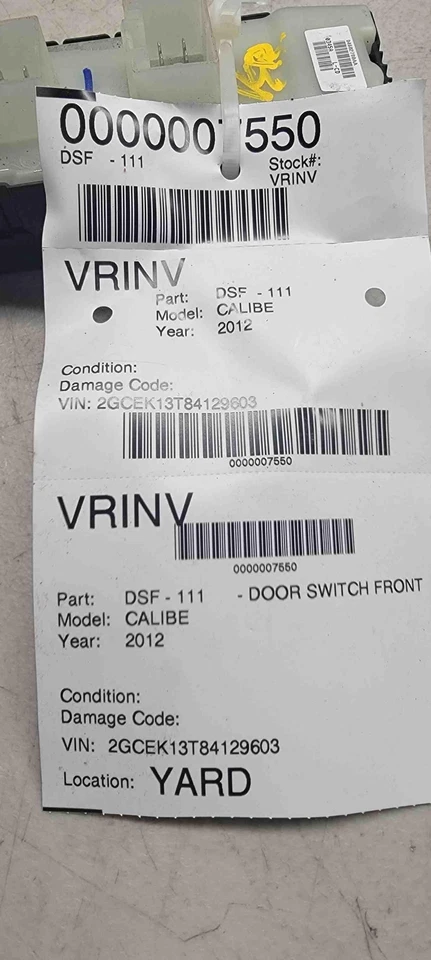 0000007550
DSF - 111
Stock#:
VRINV
VRINV
Part: DSF - 111
Model: CALIBE
Year: 2012
Condition:
Damage Code:
VIN: 2GCEK13T84129603
0000007550
VRINV
0000007550
Part: DSF - 111 - DOOR SWITCH FRONT
Model: CALIBE
Year: 2012
Condition:
Damage Code:
VIN: 2GCEK13T84129603
Location: YARD